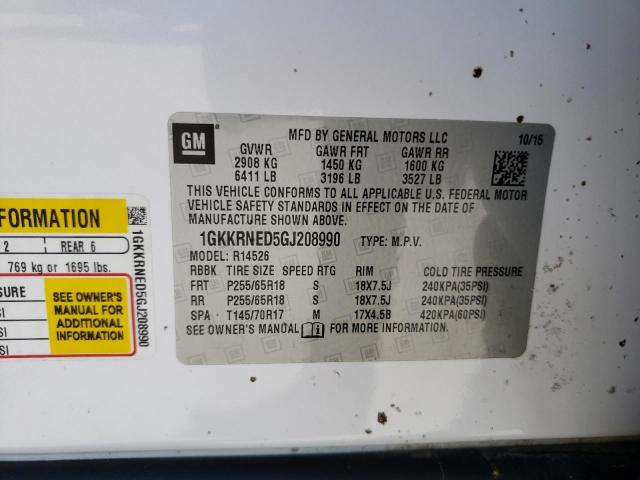 GM
MFD BY GENERAL MOTORS LLC 10/15
GVWR GAWR FRT GAWR RR
2908 KG 1450 KG 1600 KG
6411 LB 3196 LB 3527 LB
THIS VEHICLE CONFORMS TO ALL APPLICABLE U.S. FEDERAL MOTOR
VEHICLE SAFETY STANDARDS IN EFFECT ON THE DATE OF
MANUFACTURE SHOWN ABOVE.
1GKKRNED5GJ208990 TYPE: M.P.V.
MODEL: R14526
RBBK TIRE SIZE SPEED RTG RIM COLD TIRE PRESSURE
FRT P255/65R18 S 18X7.5J 240KPA(35PSI)
RR P255/65R18 S 18X7.5J 240KPA(35PSI)
SPA T145/70R17 M 17X4.5B 420KPA(60PSI)
SEE OWNER'S MANUAL FOR MORE INFORMATION.
FORMATION
2 REAR 6
769 kg or 1695 lbs.
SURE
SI
SI
SI
SEE OWNER'S
MANUAL FOR
ADDITIONAL
INFORMATION
1GKKRNED5GJ208990